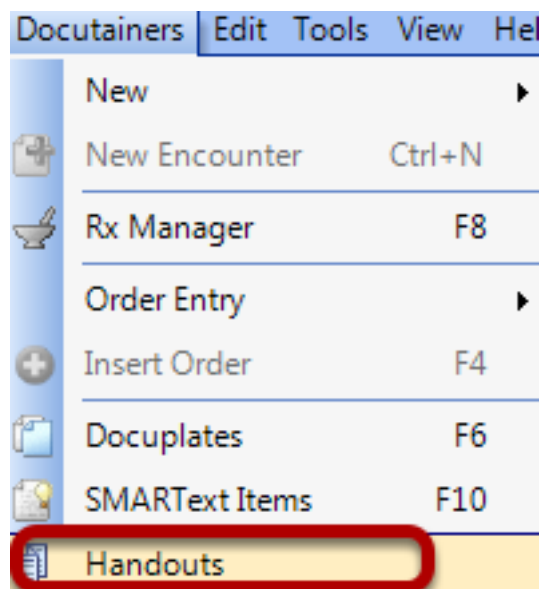 Docutainers Edit Tools View Hel
New
New Encounter Ctrl+N
Rx Manager F8
Order Entry
Insert Order F4
Docuplates F6
SMARText Items F10
Handouts